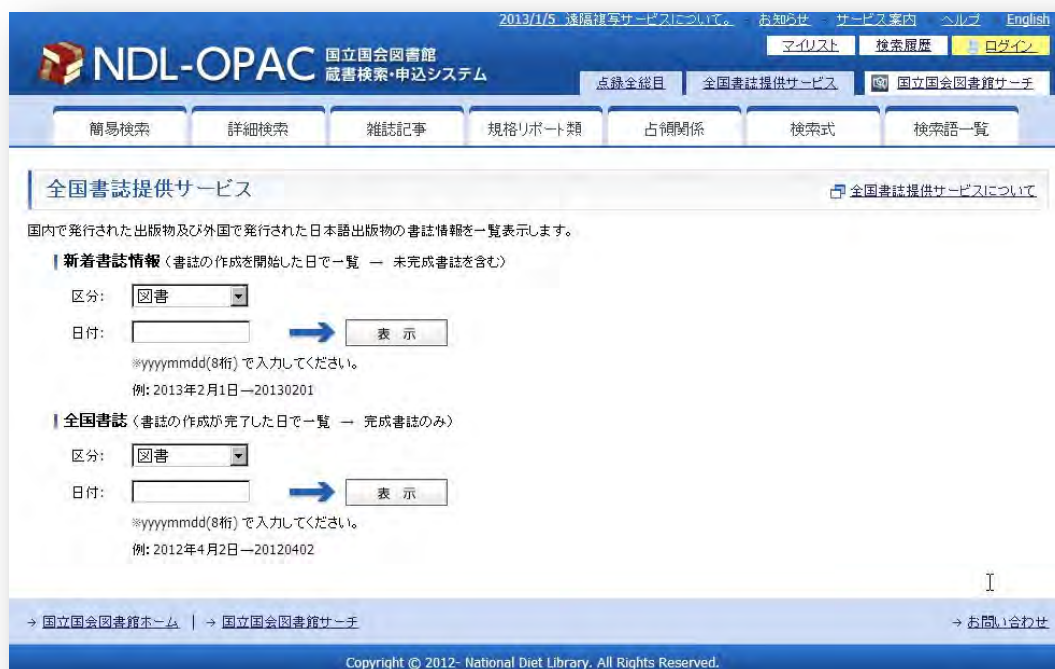 2013/1/5 遠隔複写サービスについて。 お知らせ サービス案内 ヘルプ English
マイリスト 検索履歴 ログイン
NDL-OPAC 国立国会図書館
蔵書検索・申込システム
点録全総目 全国書誌提供サービス 国立国会図書館サーチ
簡易検索 詳細検索 雑誌記事 規格リポート類 占領関係 検索式 検索語一覧
全国書誌提供サービス 全国書誌提供サービスについて
国内で発行された出版物及び外国で発行された日本語出版物の書誌情報を一覧表示します。
新着書誌情報（書誌の作成を開始した日で一覧 → 未完成書誌を含む）
区分: 図書
日付: 表 示
※yyyymmdd(8桁) で入力してください。
例: 2013年2月1日→20130201
全国書誌（書誌の作成が完了した日で一覧 → 完成書誌のみ）
区分: 図書
日付: 表 示
※yyyymmdd(8桁) で入力してください。
例: 2012年4月2日→20120402
→ 国立国会図書館ホーム | → 国立国会図書館サーチ → お問い合わせ
Copyright © 2012- National Diet Library. All Rights Reserved.